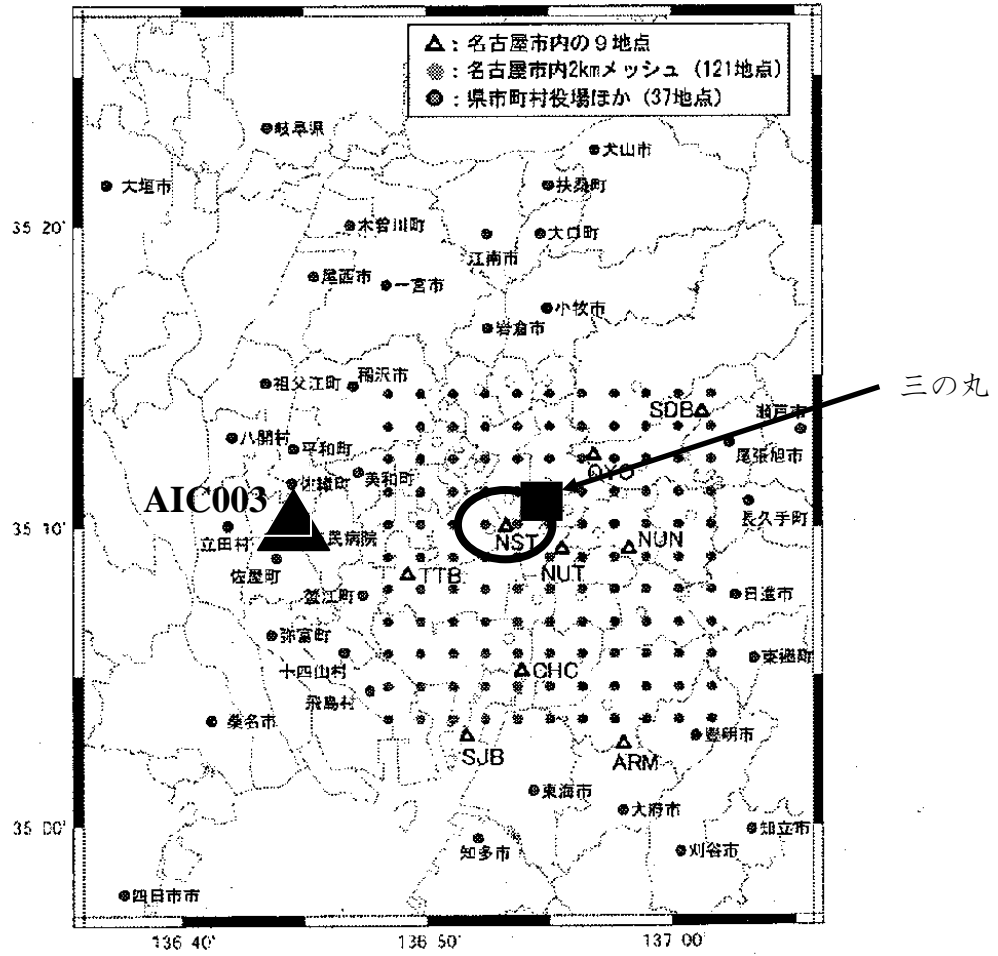 △：名古屋市内の９地点
：名古屋市内2kmメッシュ（121地点）
：県市町村役場ほか（37地点）
岐阜県
犬山市
大垣市
扶桑町
35 20'
木曽川町
大口町
江南市
尾西市
一宮市
小牧市
岩倉市
祖父江町
稲沢市
三の丸
SDB
瀬戸市
八開村
平和町
尾張旭市
美和町
OYO
佐織町
AIC003
長久手町
35 10'
立田村
民病院
NST
NUN
佐屋町
NUT
TTB
蟹江町
日進市
弥富町
十四山村
東郷町
CHC
飛島村
桑名市
豊明市
SJB
ARM
東海市
大府市
35 00'
知多市
知立市
刈谷市
四日市市
136 40'
136 50'
137 00'